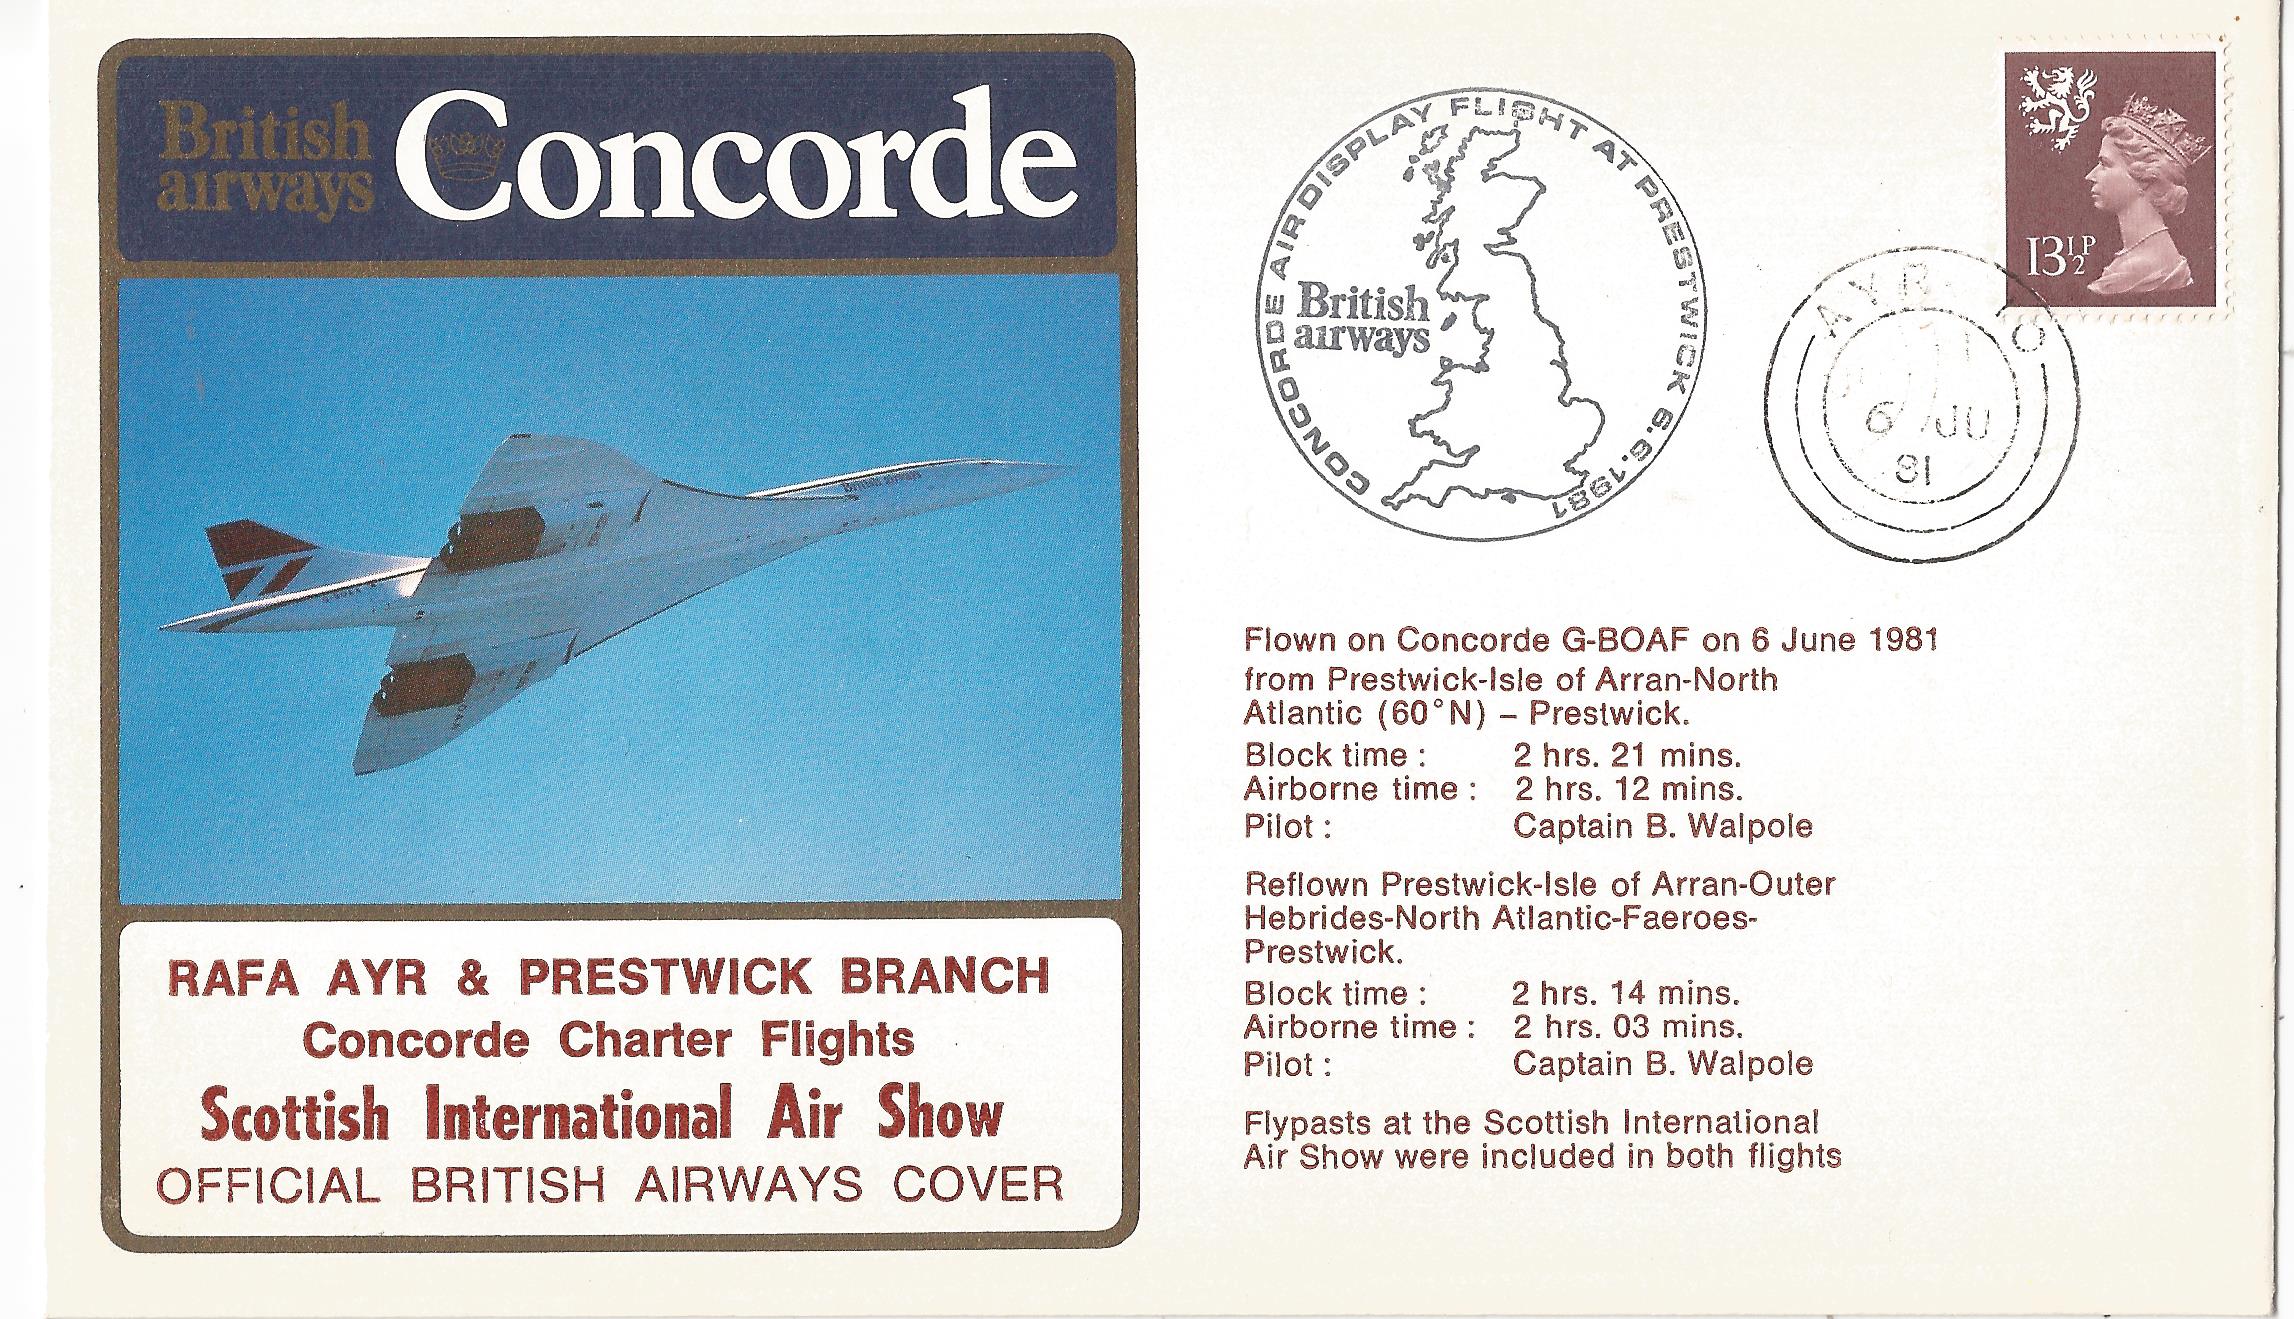 British
airways
Concorde
RAFA AYR & PRESTWICK BRANCH
Concorde Charter Flights
Scottish International Air Show
OFFICIAL BRITISH AIRWAYS COVER
CONCORDE AIR DISPLAY FLIGHT AT PRESTWICK 6.6.1981
British
airways
13½P
AYR
6 JU
81
Flown on Concorde G-BOAF on 6 June 1981
from Prestwick-Isle of Arran-North
Atlantic (60°N) – Prestwick.
Block time : 2 hrs. 21 mins.
Airborne time : 2 hrs. 12 mins.
Pilot : Captain B. Walpole
Reflown Prestwick-Isle of Arran-Outer
Hebrides-North Atlantic-Faeroes-
Prestwick.
Block time : 2 hrs. 14 mins.
Airborne time : 2 hrs. 03 mins.
Pilot : Captain B. Walpole
Flypasts at the Scottish International
Air Show were included in both flights